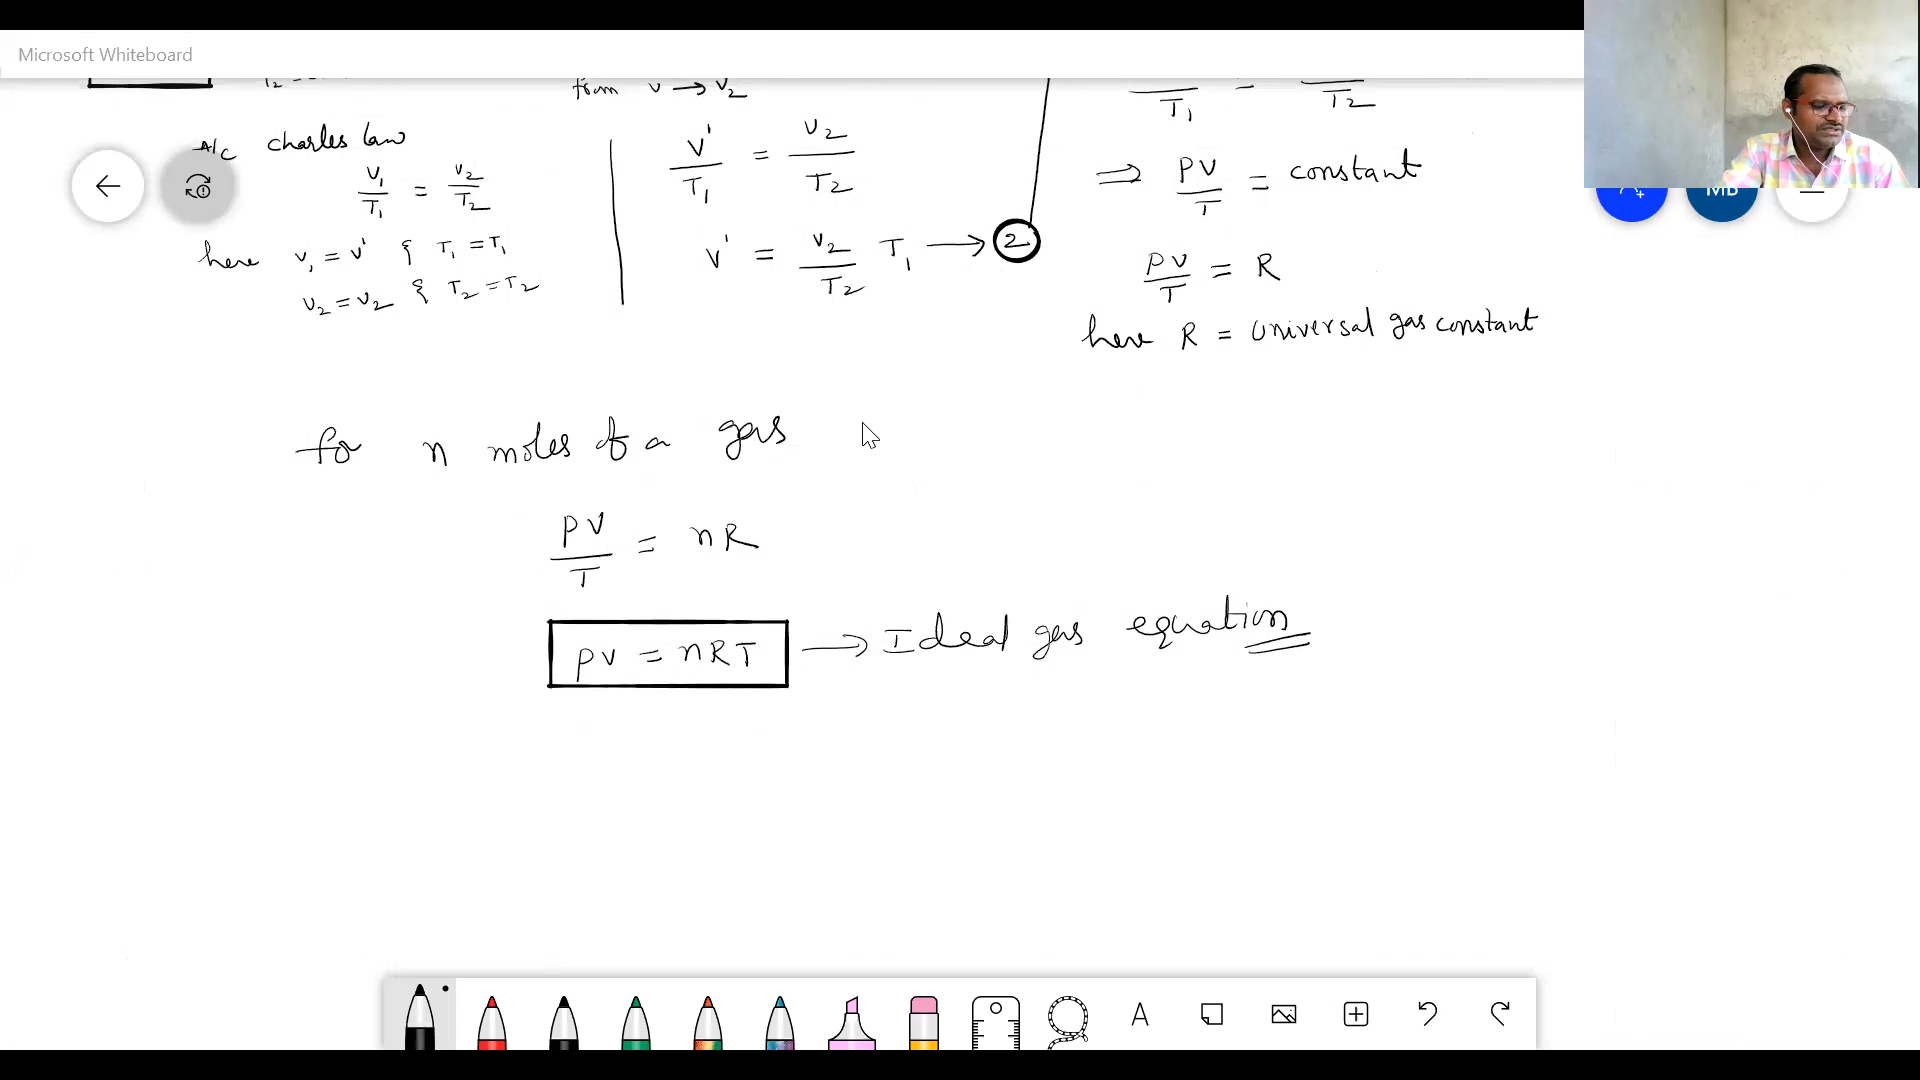 Microsoft Whiteboard
from v → v2
A/C charles law
V1/T1 = V2/T2
here v1 = v' { T1 = T1
v2 = v2 { T2 = T2
V'/T1 = V2/T2
V' = V2/T2 T1 → 2
T1 = T2
⇒ PV/T = constant
PV/T = R
here R = Universal gas constant
for n moles of a gas
PV/T = nR
PV = nRT → Ideal gas equation
MB
A